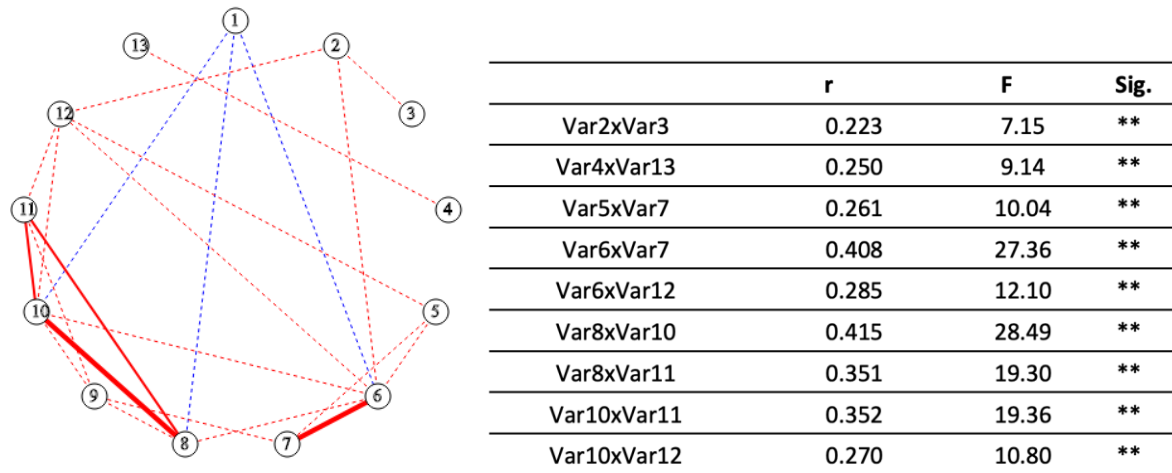 1
2
3
4
5
6
7
8
9
10
11
12
13
r F Sig.
Var2xVar3 0.223 7.15 **
Var4xVar13 0.250 9.14 **
Var5xVar7 0.261 10.04 **
Var6xVar7 0.408 27.36 **
Var6xVar12 0.285 12.10 **
Var8xVar10 0.415 28.49 **
Var8xVar11 0.351 19.30 **
Var10xVar11 0.352 19.36 **
Var10xVar12 0.270 10.80 **